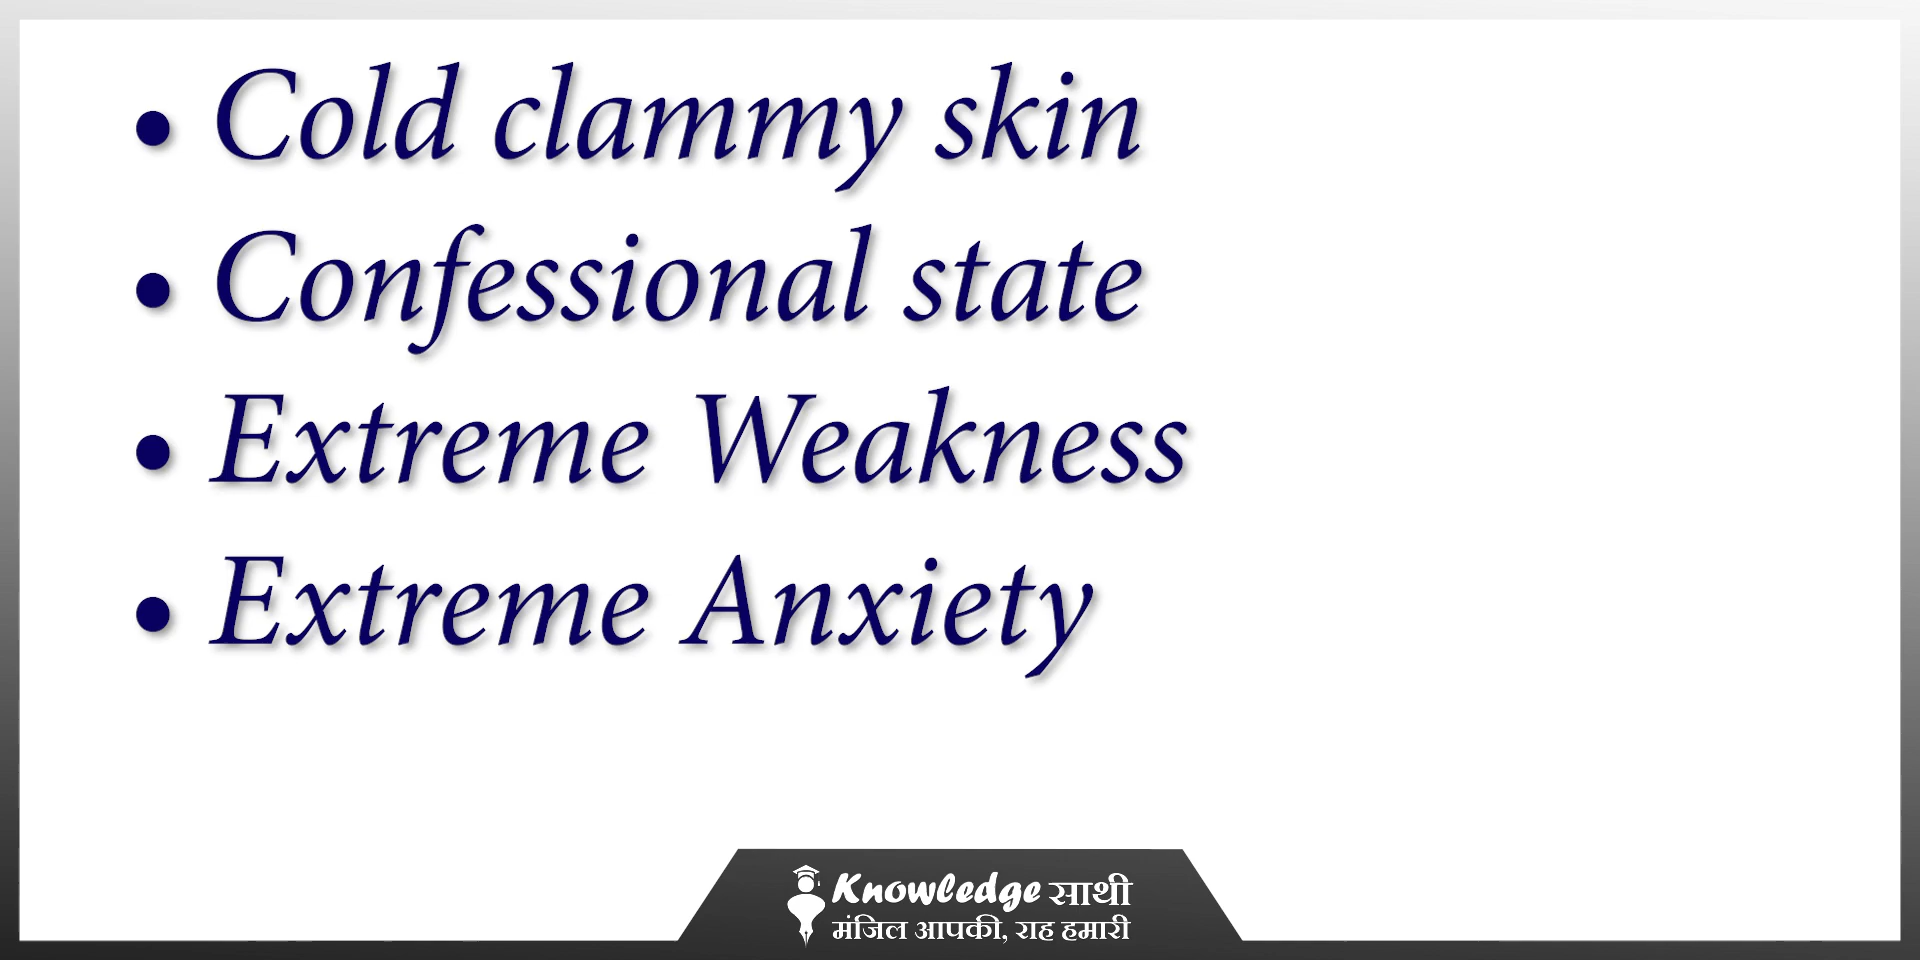 • Cold clammy skin
• Confessional state
• Extreme Weakness
• Extreme Anxiety
Knowledge साथी
मंजिल आपकी, राह हमारी